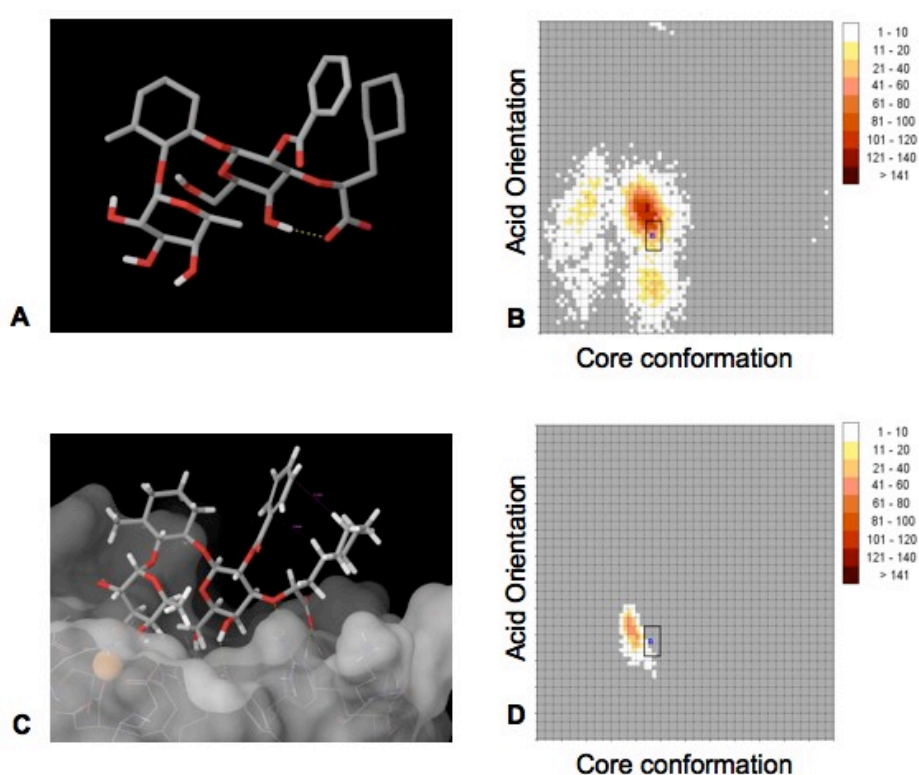 A
B
Acid Orientation
Core conformation
1 - 10
11 - 20
21 - 40
41 - 60
61 - 80
81 - 100
101 - 120
121 - 140
> 141
C
D
Acid Orientation
Core conformation
1 - 10
11 - 20
21 - 40
41 - 60
61 - 80
81 - 100
101 - 120
121 - 140
> 141